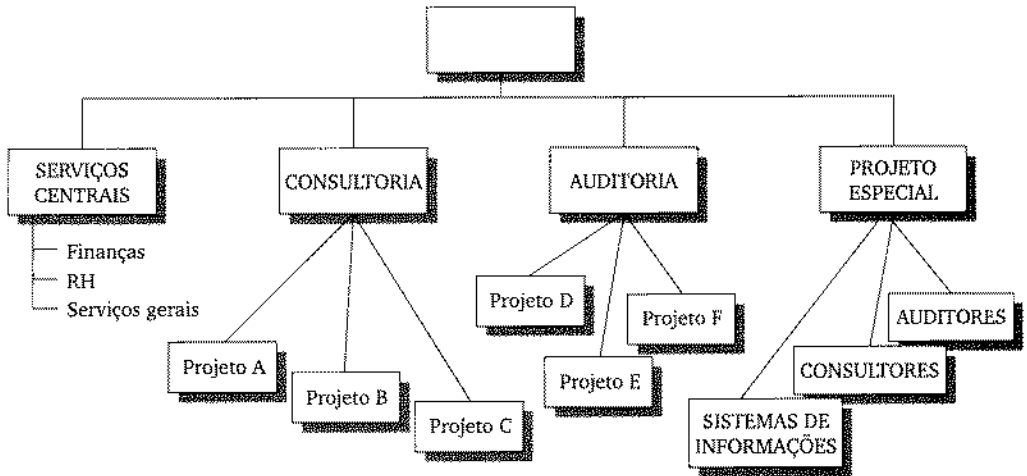 SERVIÇOS
CENTRAIS
CONSULTORIA
AUDITORIA
PROJETO
ESPECIAL
Finanças
RH
Serviços gerais
Projeto A
Projeto B
Projeto C
Projeto D
Projeto E
Projeto F
SISTEMAS DE
INFORMAÇÕES
CONSULTORES
AUDITORES